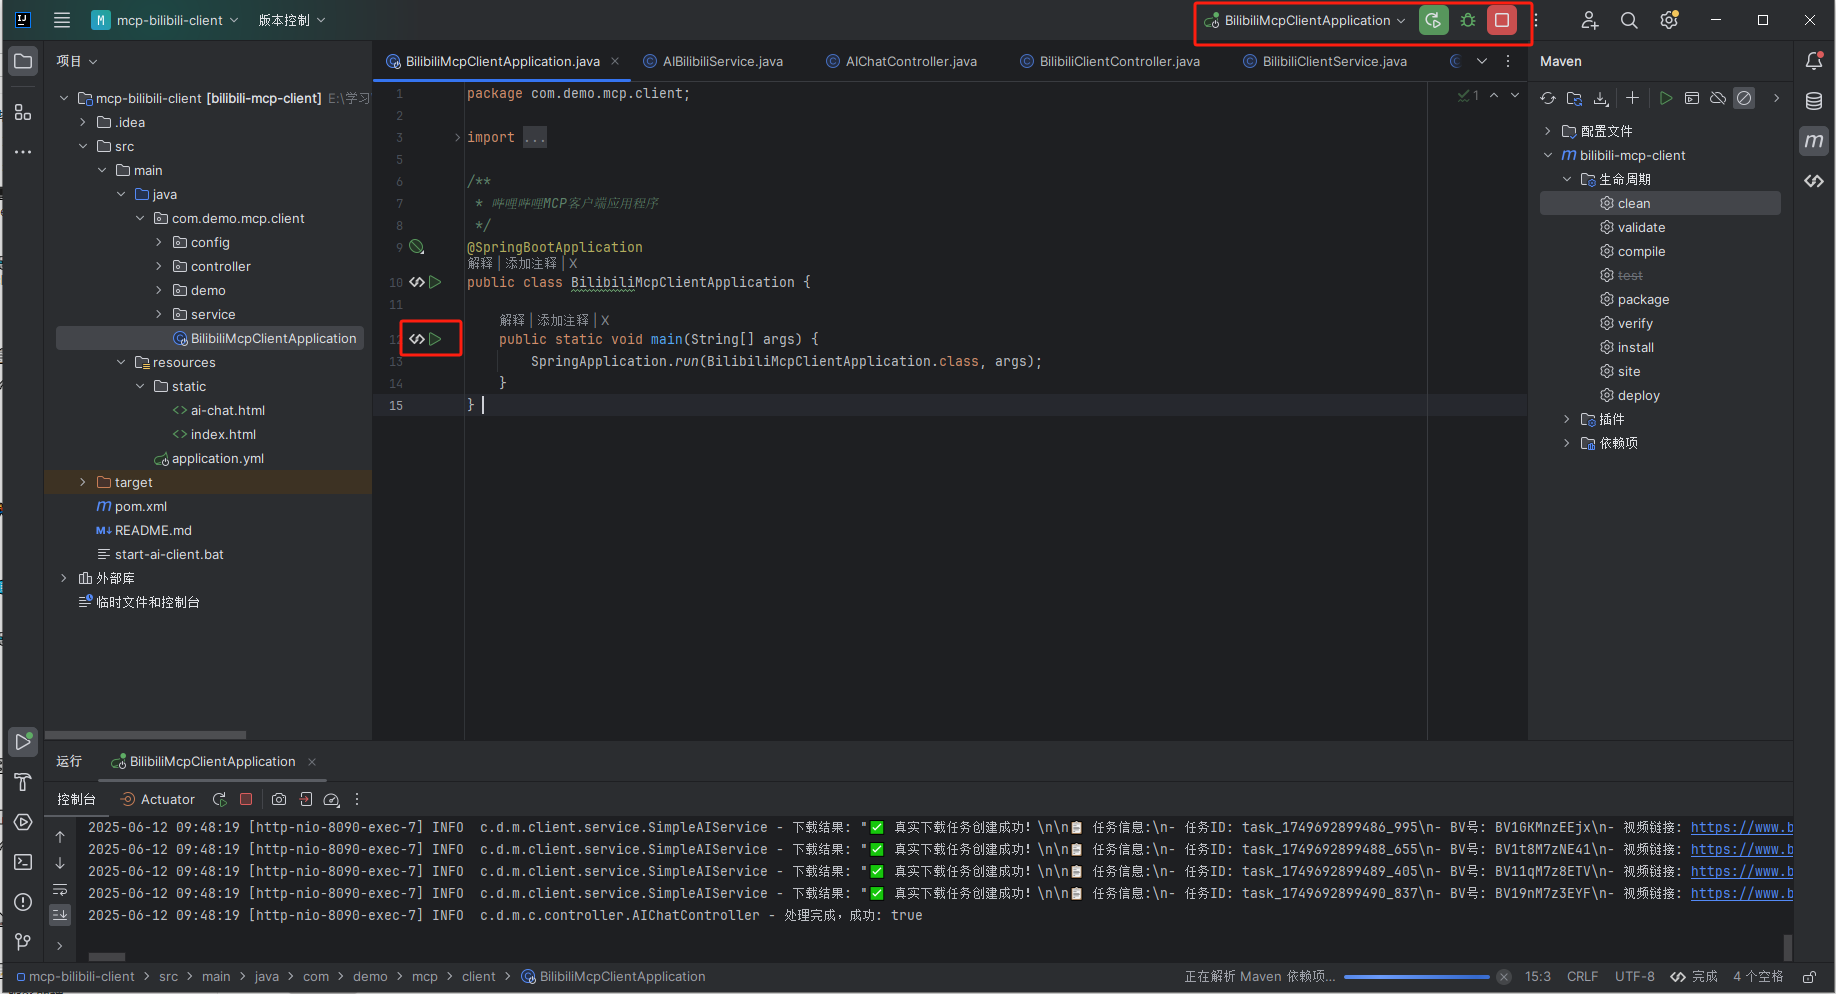 mcp-bilibili-client
版本控制
BilibiliMcpClientApplication
项目
BilibiliMcpClientApplication.java
AIBilibiliService.java
AIChatController.java
BilibiliClientController.java
BilibiliClientService.java
Maven
mcp-bilibili-client [bilibili-mcp-client] E:\学习
.idea
src
main
java
com.demo.mcp.client
config
controller
demo
service
BilibiliMcpClientApplication
resources
static
ai-chat.html
index.html
application.yml
target
pom.xml
README.md
start-ai-client.bat
外部库
临时文件和控制台
1 package com.demo.mcp.client;
2
3 import ...
5
6 /**
7 * 哔哩哔哩MCP客户端应用程序
8 */
9 @SpringBootApplication
解释 | 添加注释 | X
10 public class BilibiliMcpClientApplication {
11
解释 | 添加注释 | X
12 public static void main(String[] args) {
13 SpringApplication.run(BilibiliMcpClientApplication.class, args);
14 }
15 }
1
配置文件
bilibili-mcp-client
生命周期
clean
validate
compile
test
package
verify
install
site
deploy
插件
依赖项
运行
BilibiliMcpClientApplication
控制台
Actuator
2025-06-12 09:48:19 [http-nio-8090-exec-7] INFO c.d.m.client.service.SimpleAIService - 下载结果: "✅ 真实下载任务创建成功！\n\n📋 任务信息:\n- 任务ID: task_1749692899486_995\n- BV号: BV1GKMnzEEjx\n- 视频链接: https://www.b
2025-06-12 09:48:19 [http-nio-8090-exec-7] INFO c.d.m.client.service.SimpleAIService - 下载结果: "✅ 真实下载任务创建成功！\n\n📋 任务信息:\n- 任务ID: task_1749692899488_655\n- BV号: BV1t8M7zNE41\n- 视频链接: https://www.b
2025-06-12 09:48:19 [http-nio-8090-exec-7] INFO c.d.m.client.service.SimpleAIService - 下载结果: "✅ 真实下载任务创建成功！\n\n📋 任务信息:\n- 任务ID: task_1749692899489_405\n- BV号: BV11qM7z8ETV\n- 视频链接: https://www.b
2025-06-12 09:48:19 [http-nio-8090-exec-7] INFO c.d.m.client.service.SimpleAIService - 下载结果: "✅ 真实下载任务创建成功！\n\n📋 任务信息:\n- 任务ID: task_1749692899490_837\n- BV号: BV19nM7z3EYF\n- 视频链接: https://www.b
2025-06-12 09:48:19 [http-nio-8090-exec-7] INFO c.d.m.c.controller.AIChatController - 处理完成，成功: true
mcp-bilibili-client > src > main > java > com > demo > mcp > client > BilibiliMcpClientApplication
正在解析 Maven 依赖项...
15:3
CRLF
UTF-8
完成
4 个空格